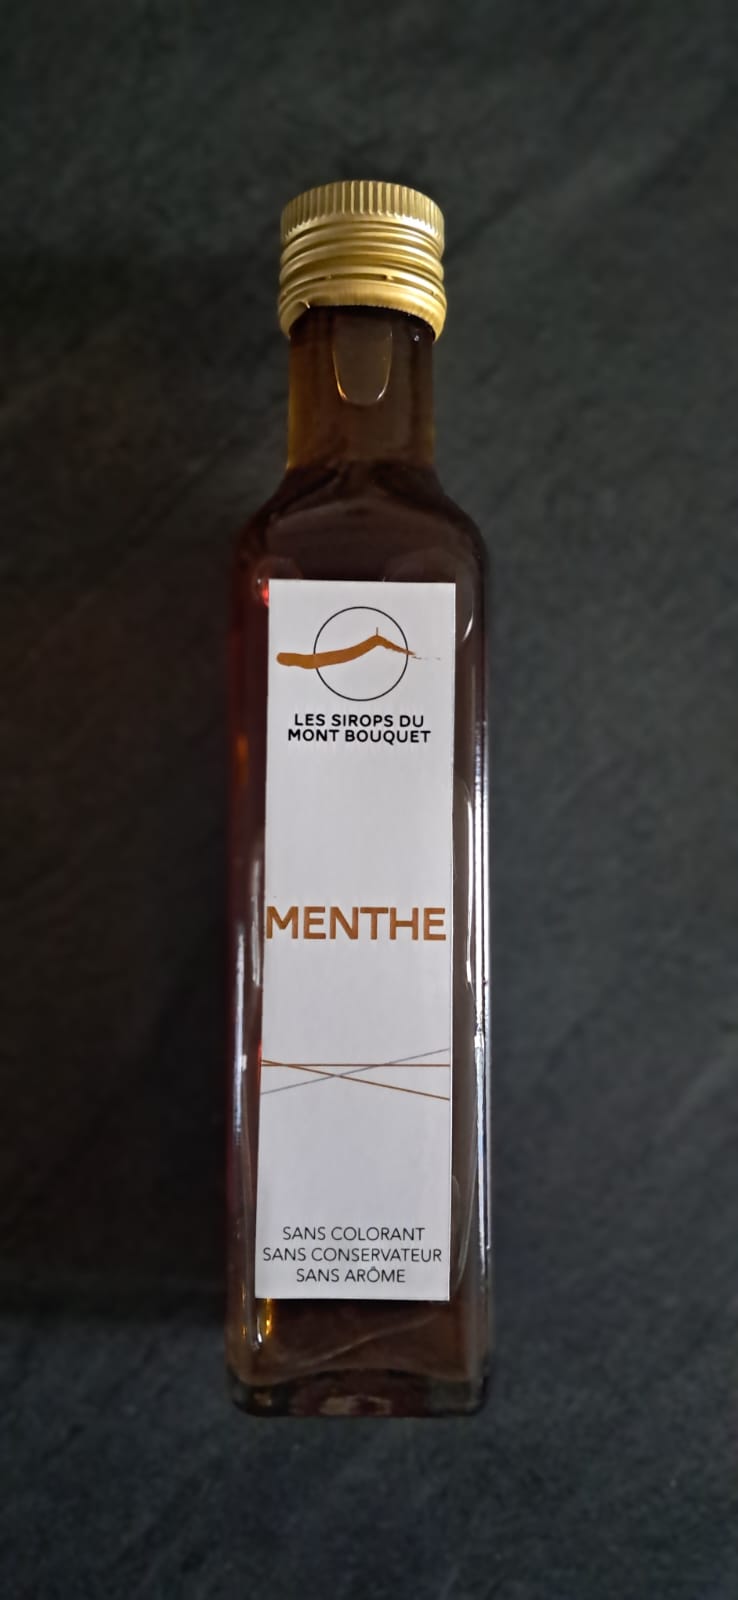 LES SIROPS DU
MONT BOUQUET
MENTHE
SANS COLORANT
SANS CONSERVATEUR
SANS ARÔME